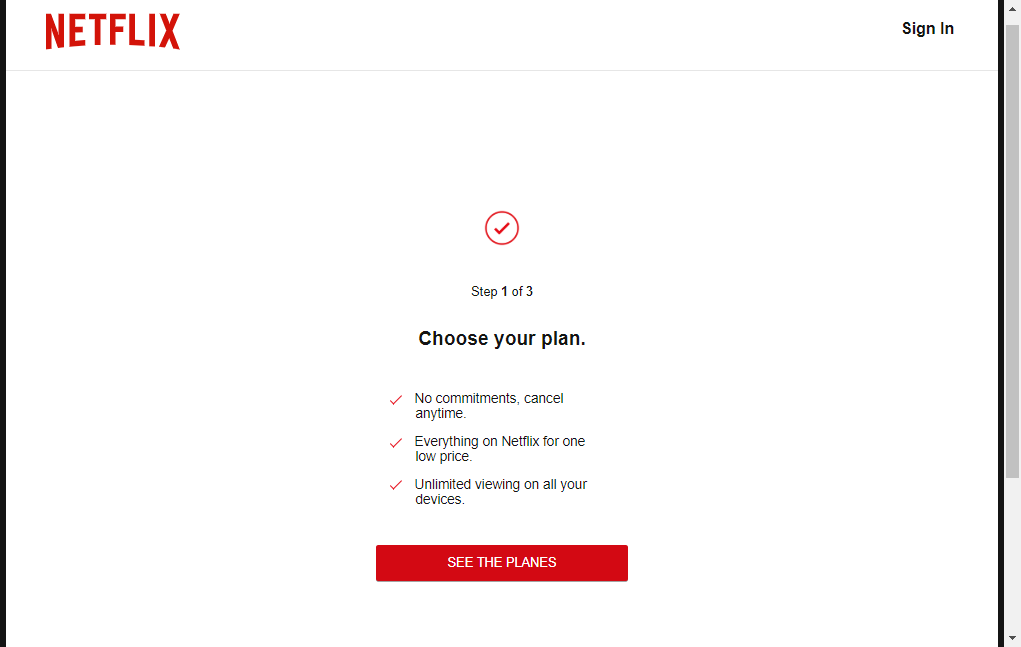 NETFLIX
Sign In
Step 1 of 3
Choose your plan.
No commitments, cancel
anytime.
Everything on Netflix for one
low price.
Unlimited viewing on all your
devices.
SEE THE PLANES